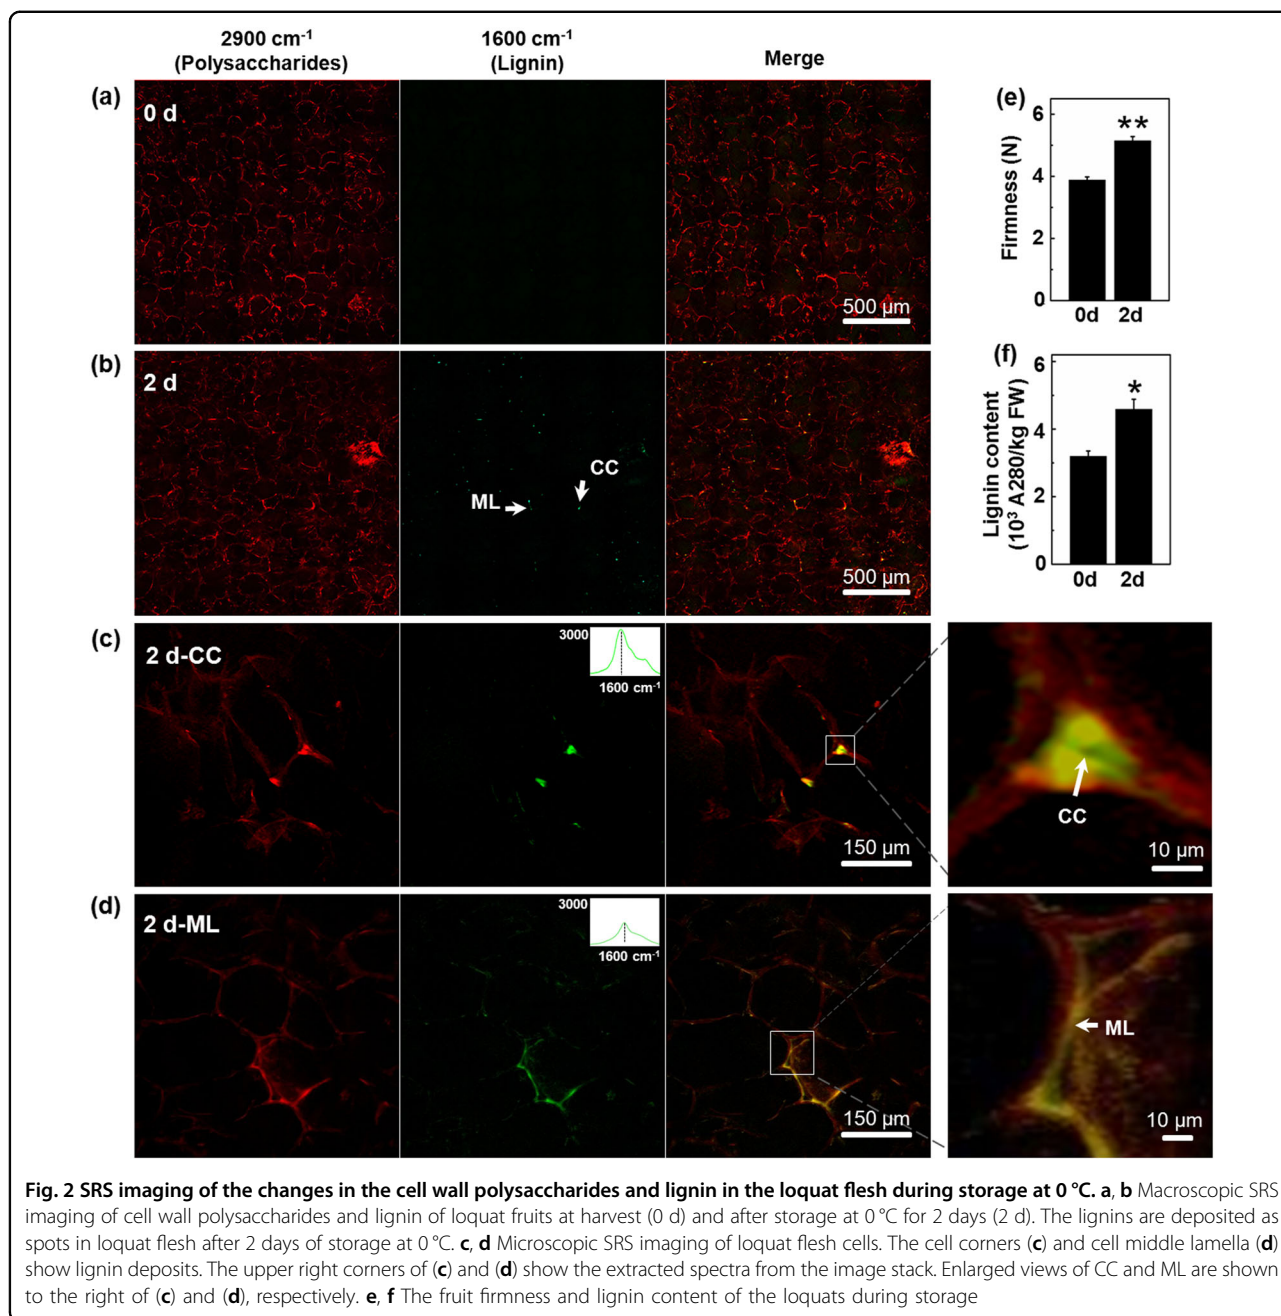 2900 cm-1
(Polysaccharides)
1600 cm-1
(Lignin)
Merge
(a)
0 d
500 µm
(b)
2 d
ML
CC
500 µm
(c)
2 d-CC
3000
1600 cm-1
150 µm
CC
10 µm
(d)
2 d-ML
3000
1600 cm-1
150 µm
ML
10 µm
(e)
Firmness (N)
6
4
2
0
**
0d 2d
(f)
Lignin content
(10³ A280/kg FW)
6
4
2
0
*
0d 2d
Fig. 2 SRS imaging of the changes in the cell wall polysaccharides and lignin in the loquat flesh during storage at 0 °C. a, b Macroscopic SRS
imaging of cell wall polysaccharides and lignin of loquat fruits at harvest (0 d) and after storage at 0 °C for 2 days (2 d). The lignins are deposited as
spots in loquat flesh after 2 days of storage at 0 °C. c, d Microscopic SRS imaging of loquat flesh cells. The cell corners (c) and cell middle lamella (d)
show lignin deposits. The upper right corners of (c) and (d) show the extracted spectra from the image stack. Enlarged views of CC and ML are shown
to the right of (c) and (d), respectively. e, f The fruit firmness and lignin content of the loquats during storage